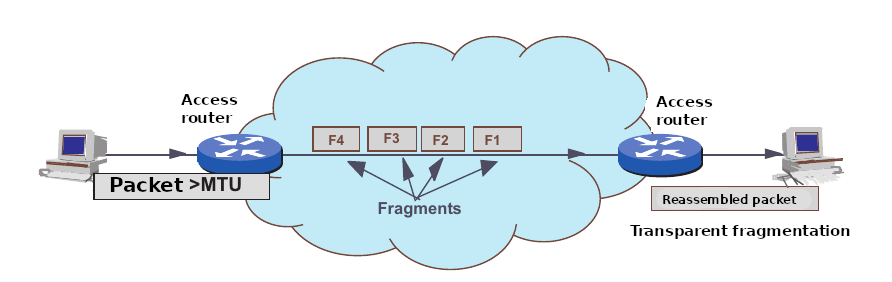 Access
router
Access
router
F4
F3
F2
F1
Packet >MTU
Fragments
Reassembled packet
Transparent fragmentation